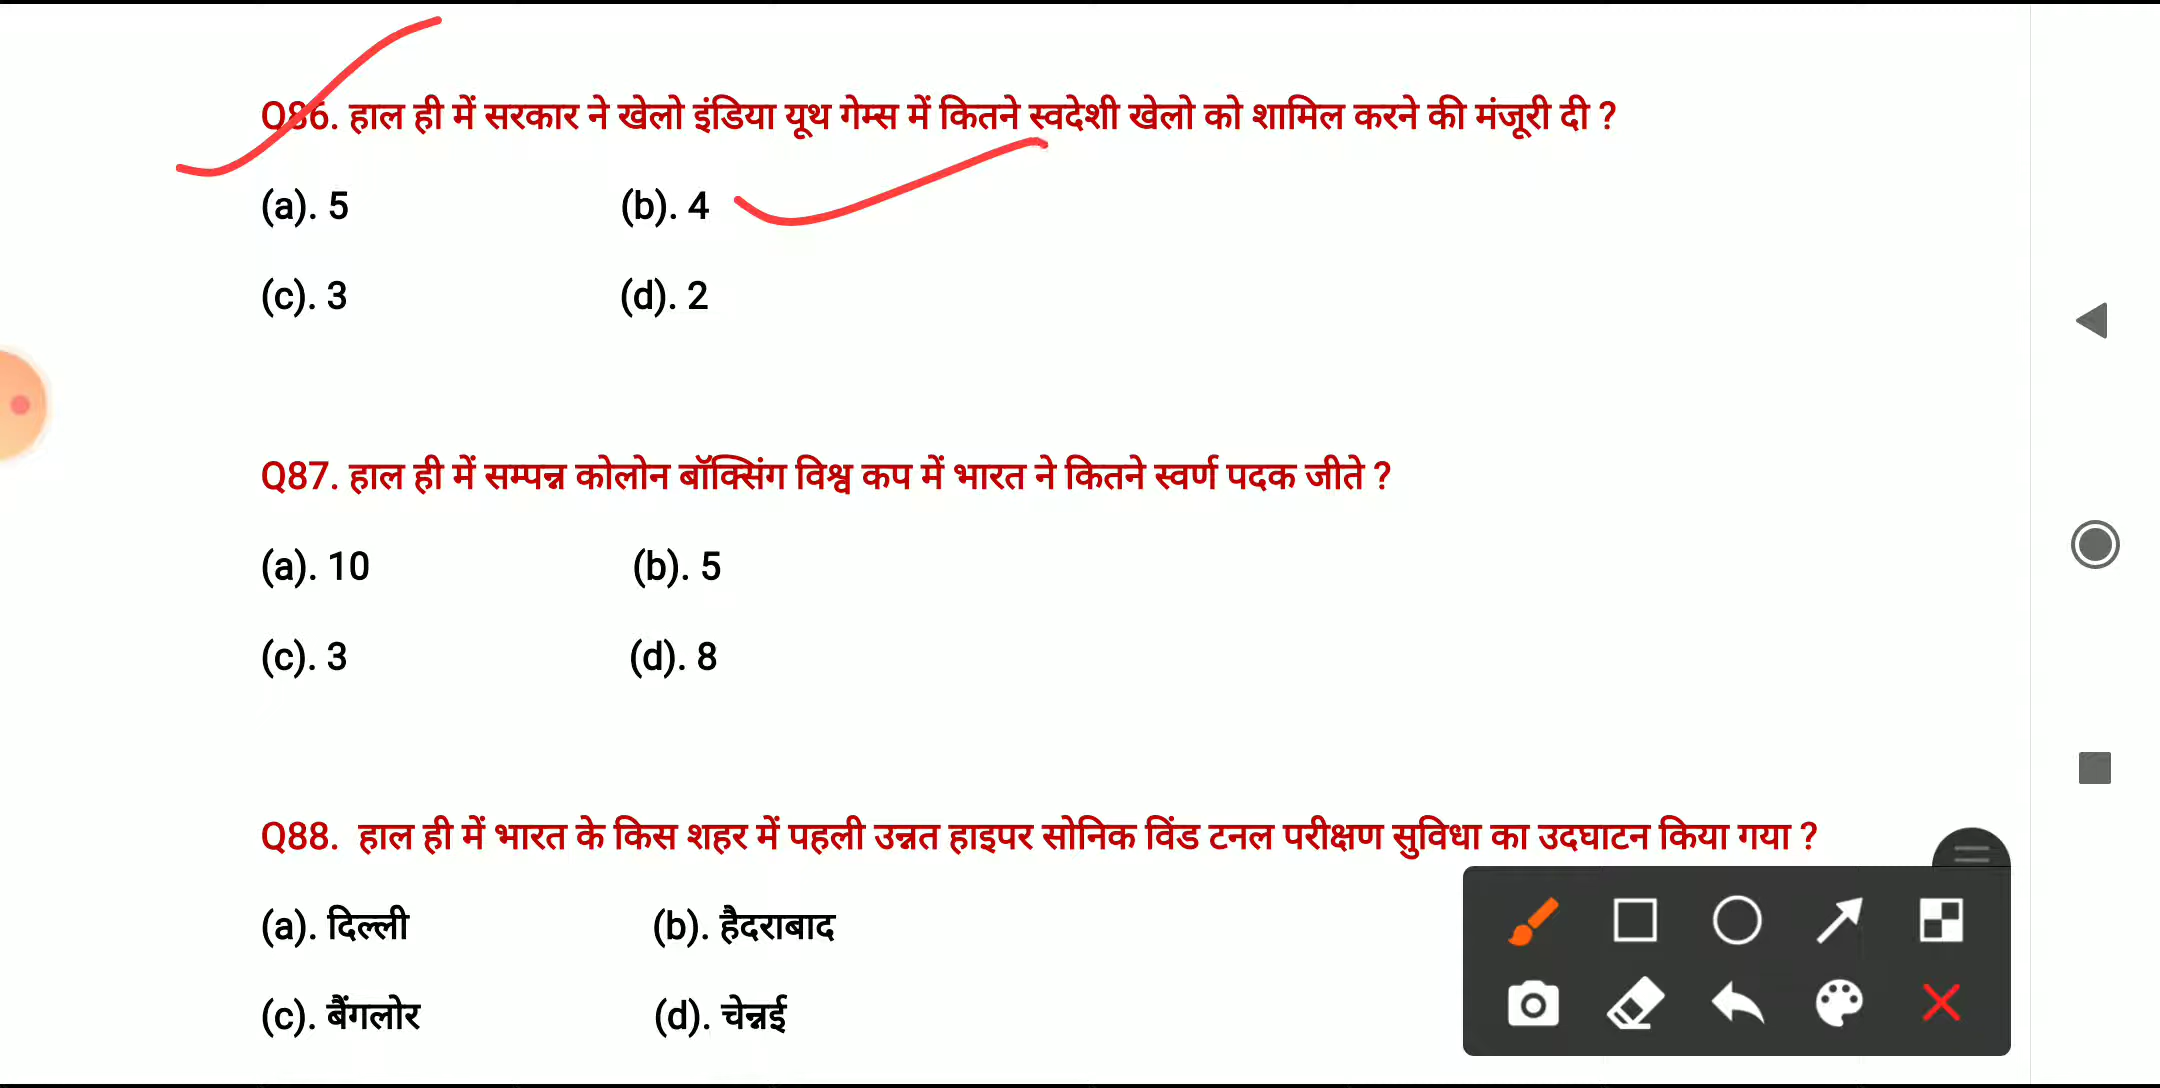 Q86. हाल ही में सरकार ने खेलो इंडिया यूथ गेम्स में कितने स्वदेशी खेलो को शामिल करने की मंजूरी दी ?
(a). 5 (b). 4
(c). 3 (d). 2
Q87. हाल ही में सम्पन्न कोलोन बॉक्सिंग विश्व कप में भारत ने कितने स्वर्ण पदक जीते ?
(a). 10 (b). 5
(c). 3 (d). 8
Q88. हाल ही में भारत के किस शहर में पहली उन्नत हाइपर सोनिक विंड टनल परीक्षण सुविधा का उदघाटन किया गया ?
(a). दिल्ली (b). हैदराबाद
(c). बैंगलोर (d). चेन्नई